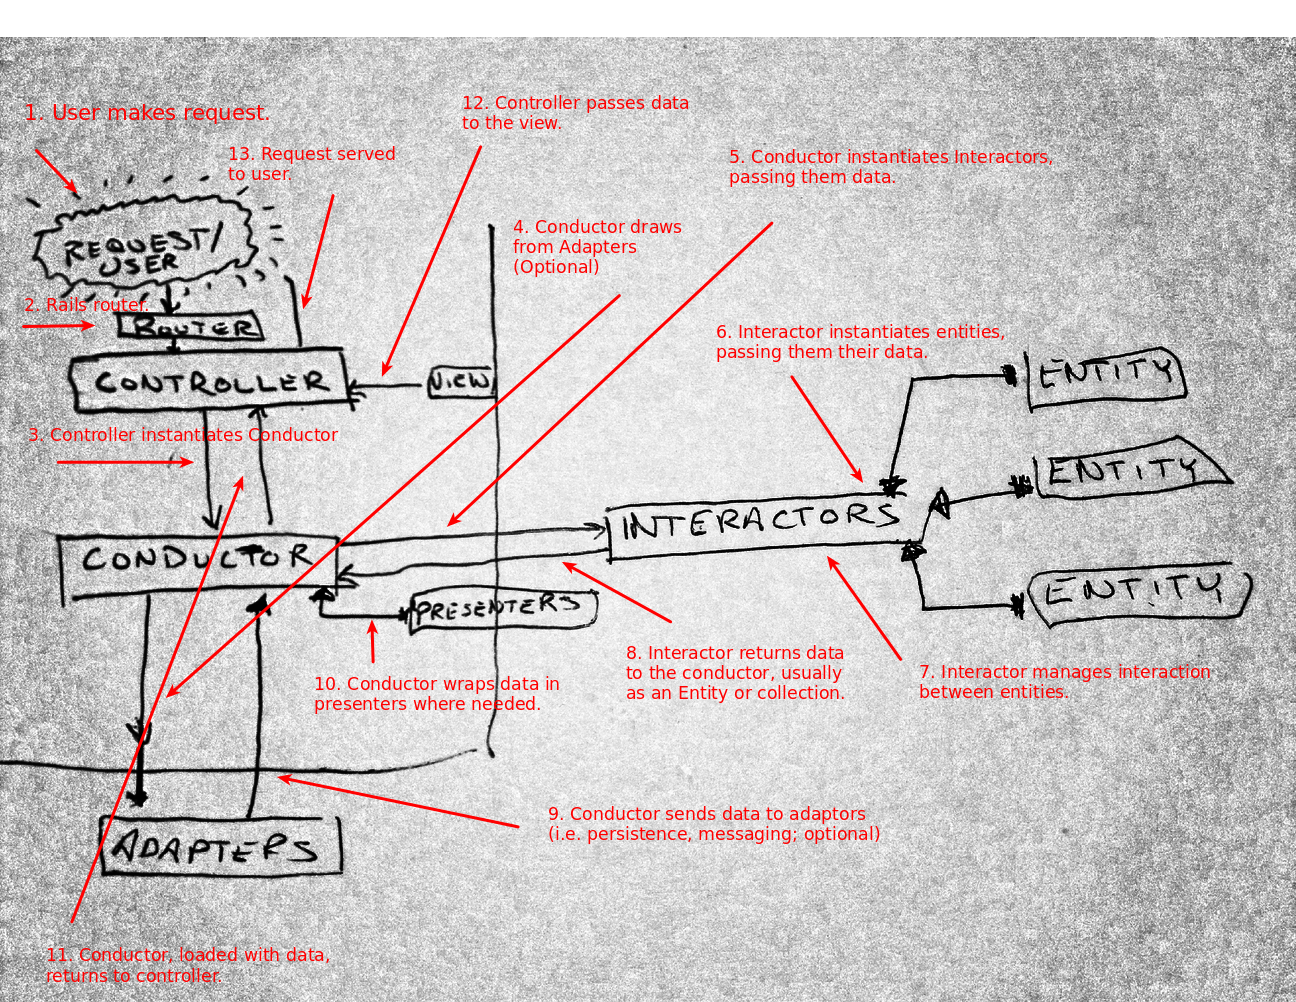 12. Controller passes data
to the view.
1. User makes request.
13. Request served
to user.
5. Conductor instantiates Interactors,
passing them data.
4. Conductor draws
from Adapters
(Optional)
REQUEST/
USER
2. Rails router.
ROUTER
6. Interactor instantiates entities,
passing them their data.
CONTROLLER
VIEW
ENTITY
3. Controller instantiates Conductor
ENTITY
INTERACTORS
CONDUCTOR
ENTITY
PRESENTERS
8. Interactor returns data
to the conductor, usually
as an Entity or collection.
7. Interactor manages interaction
between entities.
10. Conductor wraps data in
presenters where needed.
9. Conductor sends data to adaptors
(i.e. persistence, messaging; optional)
ADAPTERS
11. Conductor, loaded with data,
returns to controller.